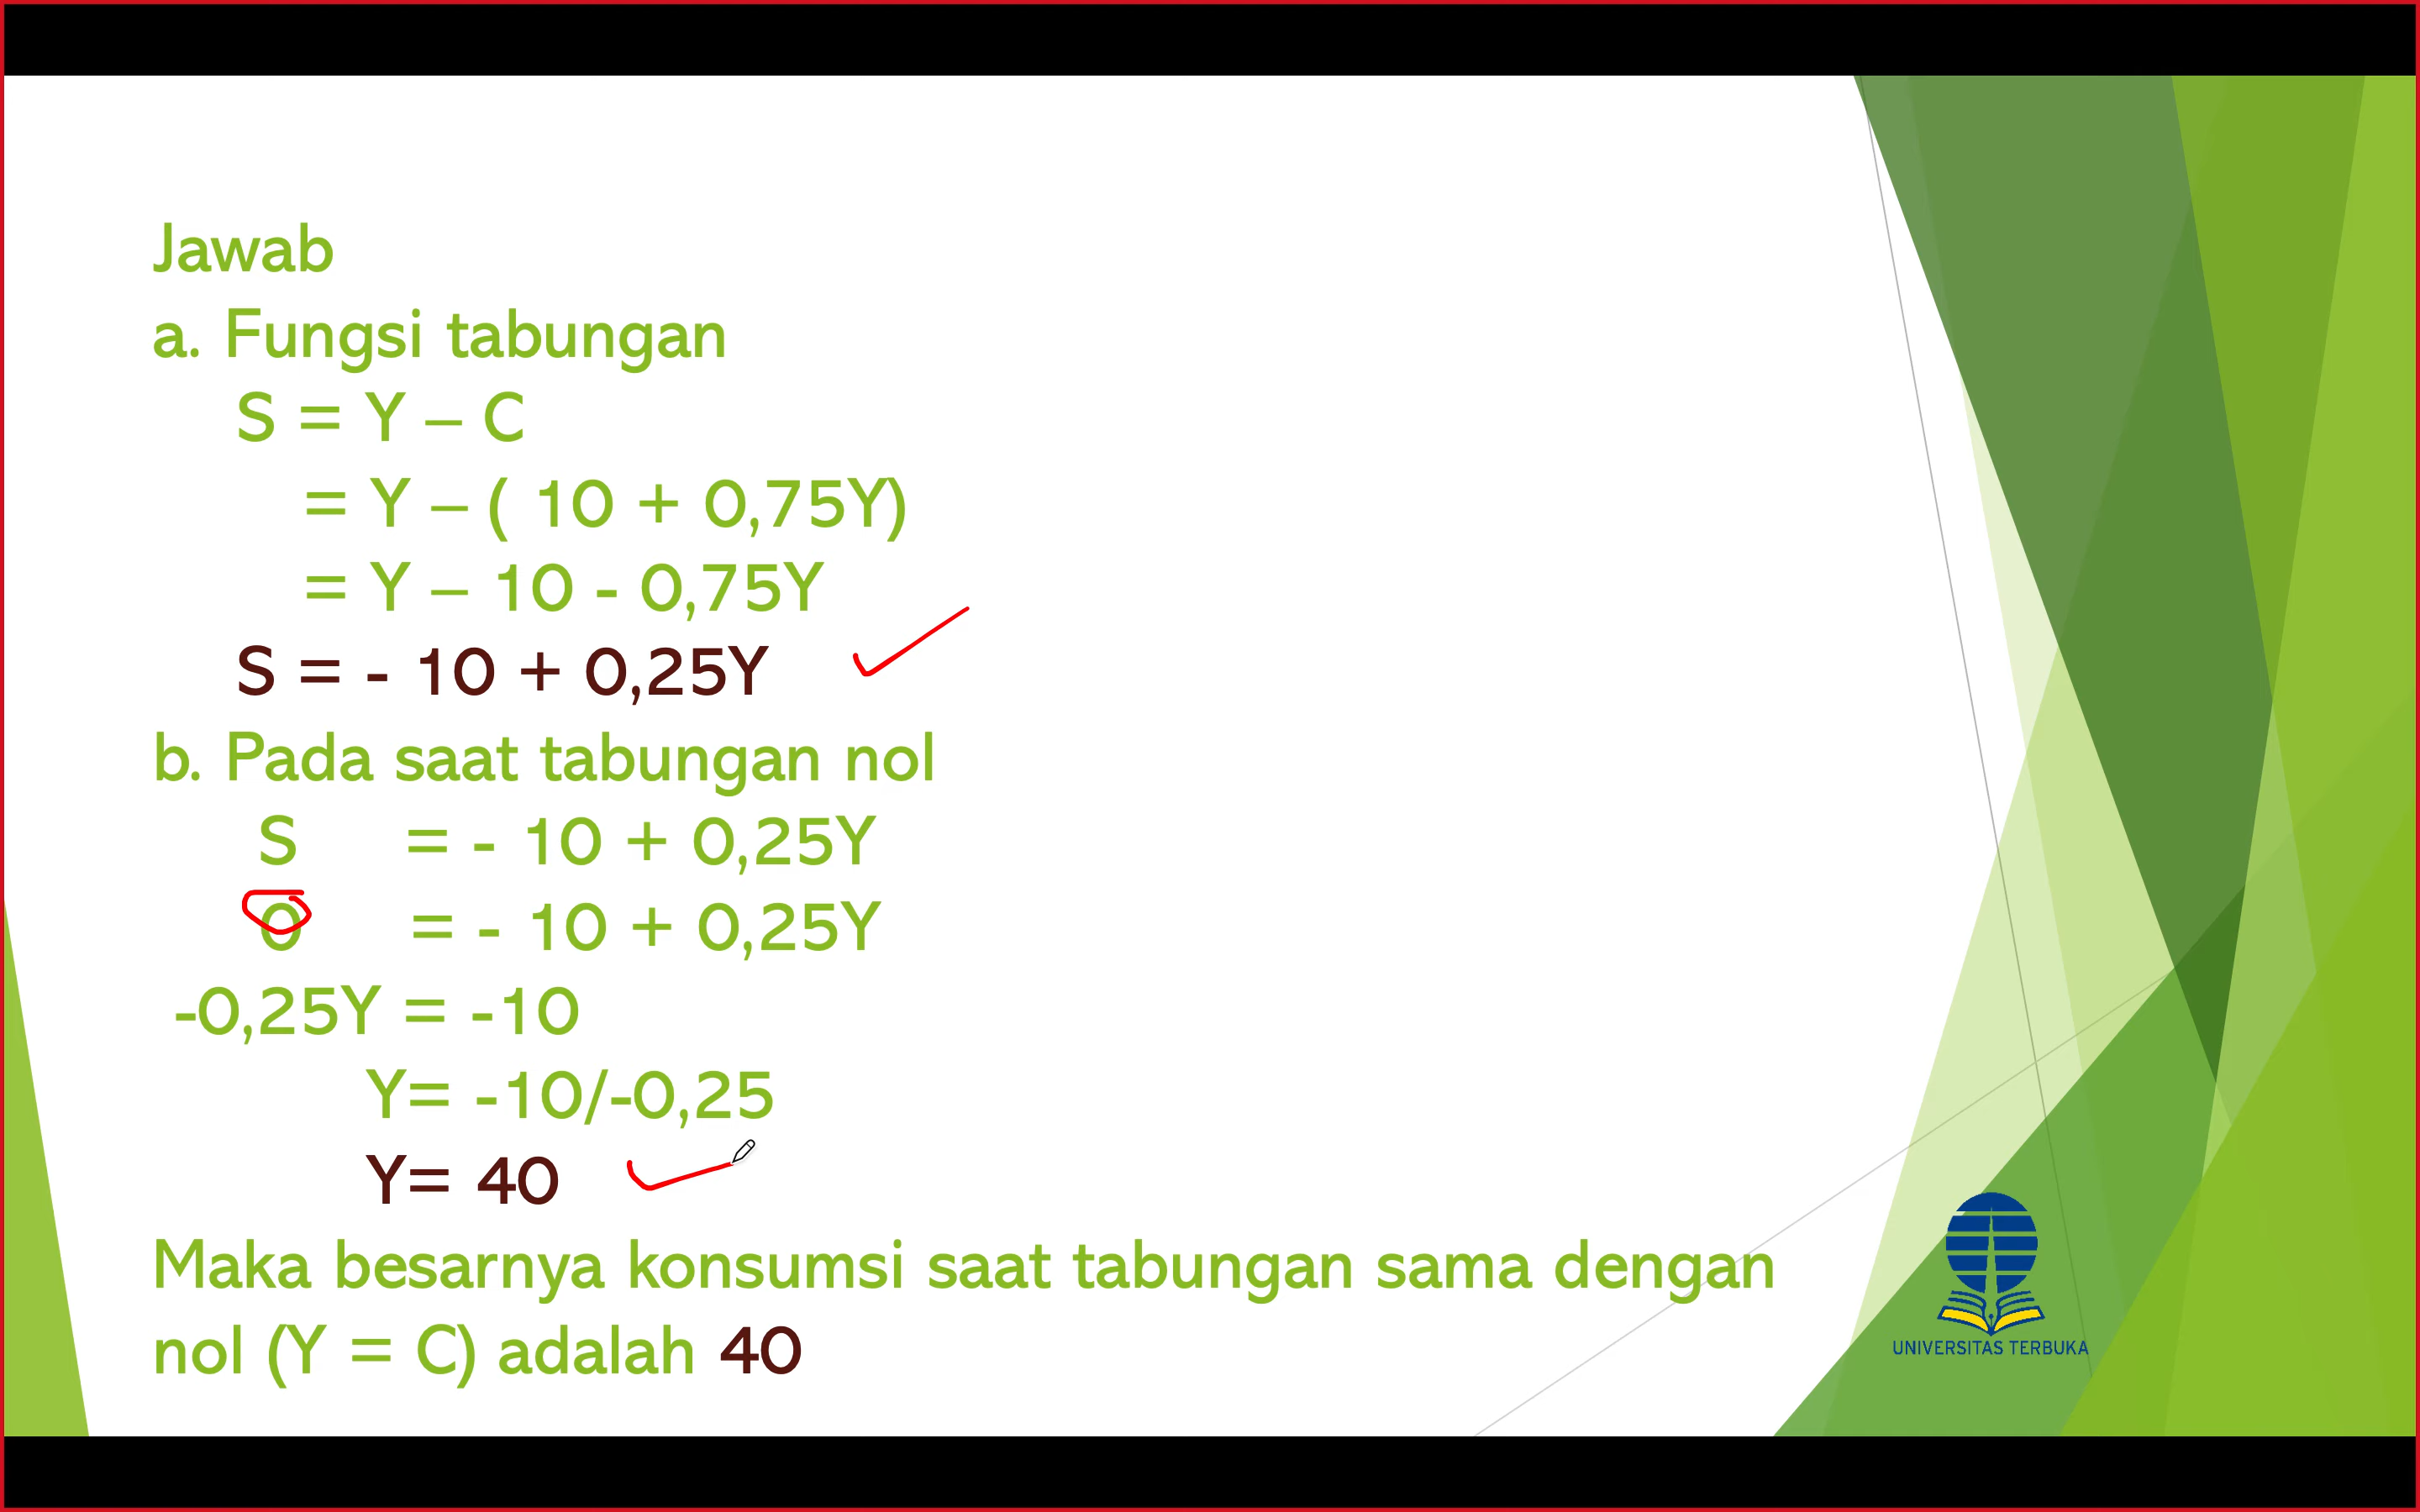 Jawab
a. Fungsi tabungan
S = Y – C
= Y – ( 10 + 0,75Y)
= Y – 10 - 0,75Y
S = - 10 + 0,25Y
b. Pada saat tabungan nol
S = - 10 + 0,25Y
0 = - 10 + 0,25Y
-0,25Y = -10
Y= -10/-0,25
Y= 40
Maka besarnya konsumsi saat tabungan sama dengan
nol (Y = C) adalah 40
UNIVERSITAS TERBUKA